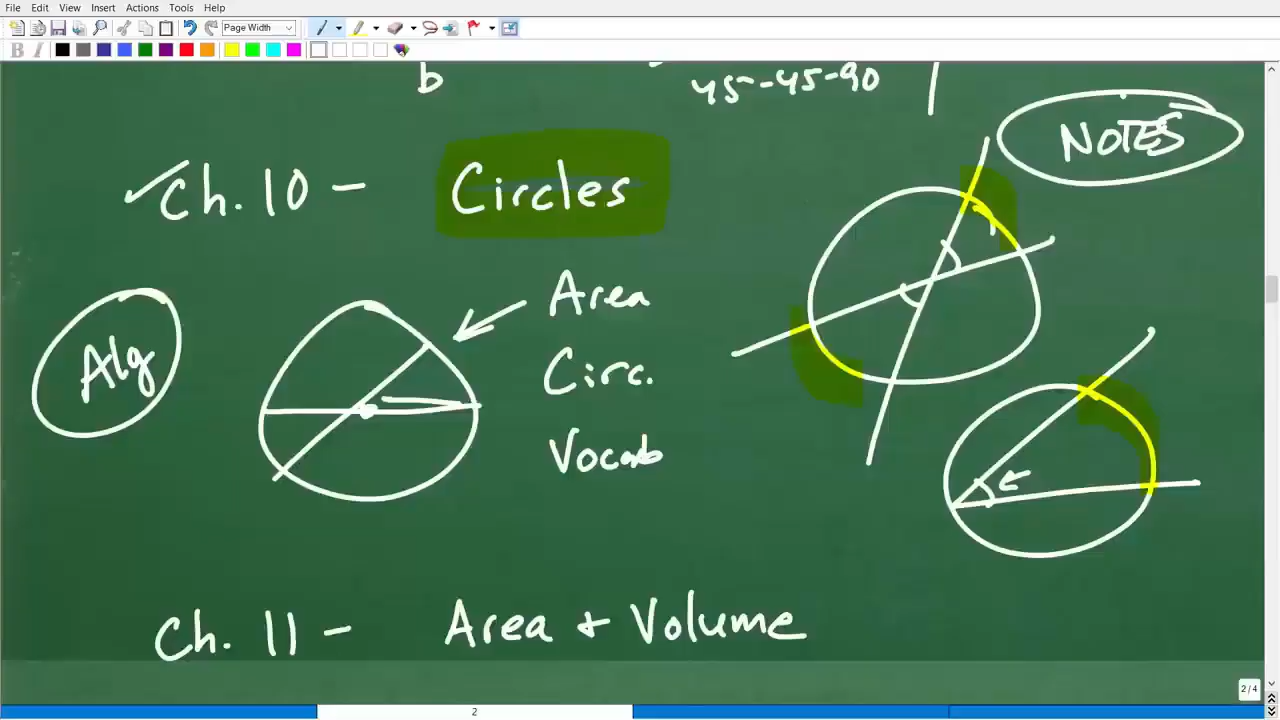 File Edit View Insert Actions Tools Help
Page Width
B I
b
45-45-90
NOTES
Ch. 10 - Circles
Area
Alg
Circ.
Vocab
Ch. 11 - Area + Volume
2/4
2